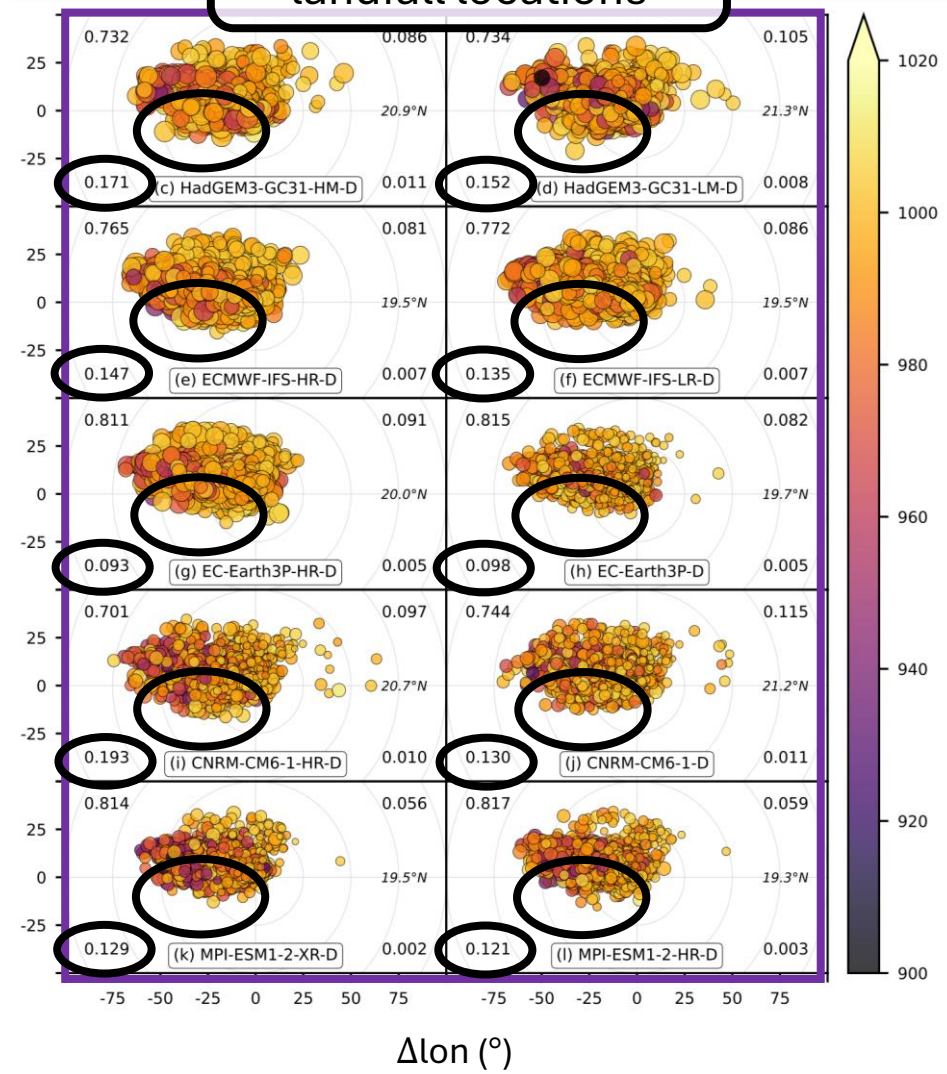 landfall locations
0.732 0.086 0.734 0.105 1020
25
0 20.9°N 21.3°N
-25
0.171 (c) HadGEM3-GC31-HM-D 0.011 0.152 (d) HadGEM3-GC31-LM-D 0.008
1000
0.765 0.081 0.772 0.086
25
0 19.5°N 19.5°N
-25
980
0.147 (e) ECMWF-IFS-HR-D 0.007 0.135 (f) ECMWF-IFS-LR-D 0.007
0.811 0.091 0.815 0.082
25
0 20.0°N 19.7°N
960
-25
0.093 (g) EC-Earth3P-HR-D 0.005 0.098 (h) EC-Earth3P-D 0.005
0.701 0.097 0.744 0.115
25
940
0 20.7°N 21.2°N
-25
0.193 (i) CNRM-CM6-1-HR-D 0.010 0.130 (j) CNRM-CM6-1-D 0.011
0.814 0.056 0.817 0.059
920
25
0 19.5°N 19.3°N
-25
0.129 (k) MPI-ESM1-2-XR-D 0.002 0.121 (l) MPI-ESM1-2-HR-D 0.003
900
-75 -50 -25 0 25 50 75 -75 -50 -25 0 25 50 75
Δlon (°)